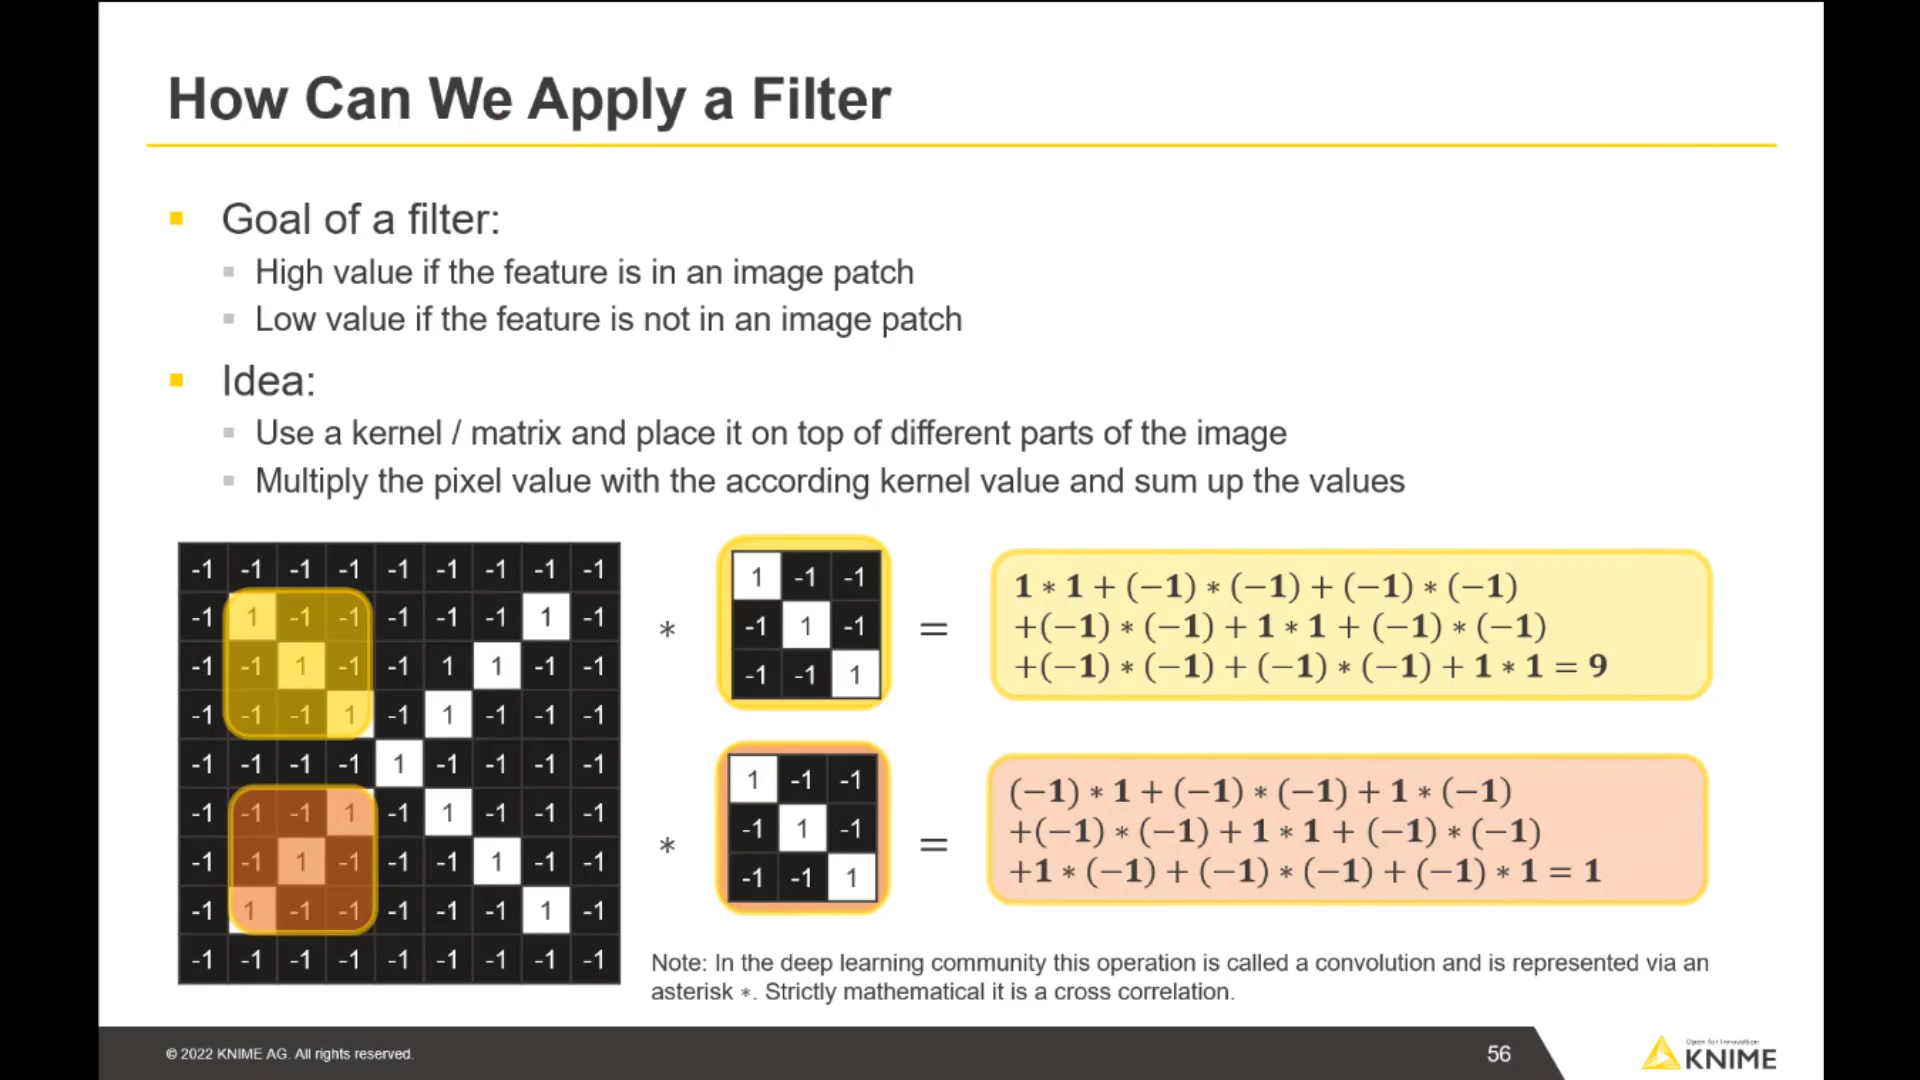 How Can We Apply a Filter
Goal of a filter:
High value if the feature is in an image patch
Low value if the feature is not in an image patch
Idea:
Use a kernel / matrix and place it on top of different parts of the image
Multiply the pixel value with the according kernel value and sum up the values
-1 -1 -1 -1 -1 -1 -1 -1 -1
-1 1 -1 -1 -1 -1 -1 1 -1
-1 -1 1 -1 -1 1 1 -1 -1
-1 -1 -1 1 -1 1 -1 -1 -1
-1 -1 -1 -1 1 -1 -1 -1 -1
-1 -1 -1 1 -1 1 -1 -1 -1
-1 -1 1 -1 -1 -1 1 -1 -1
-1 1 -1 -1 -1 -1 -1 1 -1
-1 -1 -1 -1 -1 -1 -1 -1 -1
*
1 -1 -1
-1 1 -1
-1 -1 1
=
1 * 1 + (−1) * (−1) + (−1) * (−1)
+(−1) * (−1) + 1 * 1 + (−1) * (−1)
+(−1) * (−1) + (−1) * (−1) + 1 * 1 = 9
*
1 -1 -1
-1 1 -1
-1 -1 1
=
(−1) * 1 + (−1) * (−1) + 1 * (−1)
+(−1) * (−1) + 1 * 1 + (−1) * (−1)
+1 * (−1) + (−1) * (−1) + (−1) * 1 = 1
Note: In the deep learning community this operation is called a convolution and is represented via an
asterisk *. Strictly mathematical it is a cross correlation.
© 2022 KNIME AG. All rights reserved.
56
Open for Innovation
KNIME